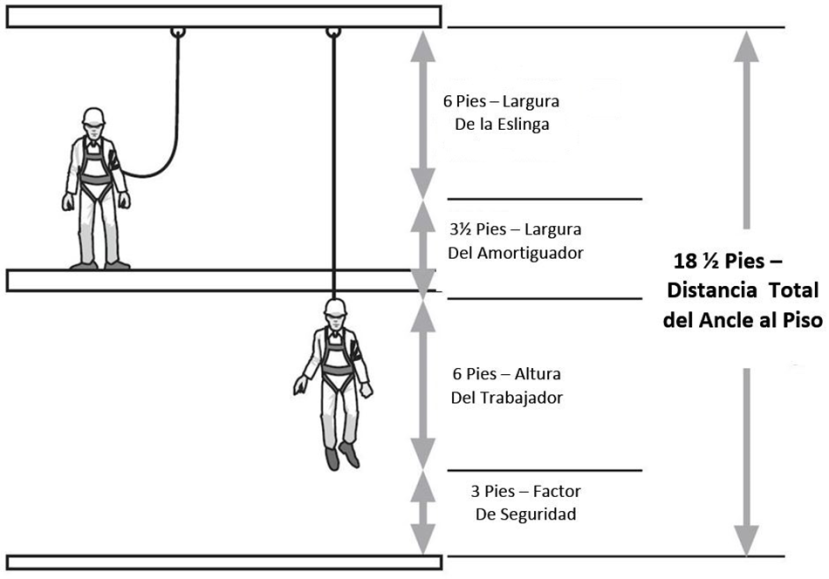 6 Pies – Largura
De la Eslinga
3½ Pies – Largura
Del Amortiguador
18 ½ Pies –
Distancia Total
del Ancle al Piso
6 Pies – Altura
Del Trabajador
3 Pies – Factor
De Seguridad